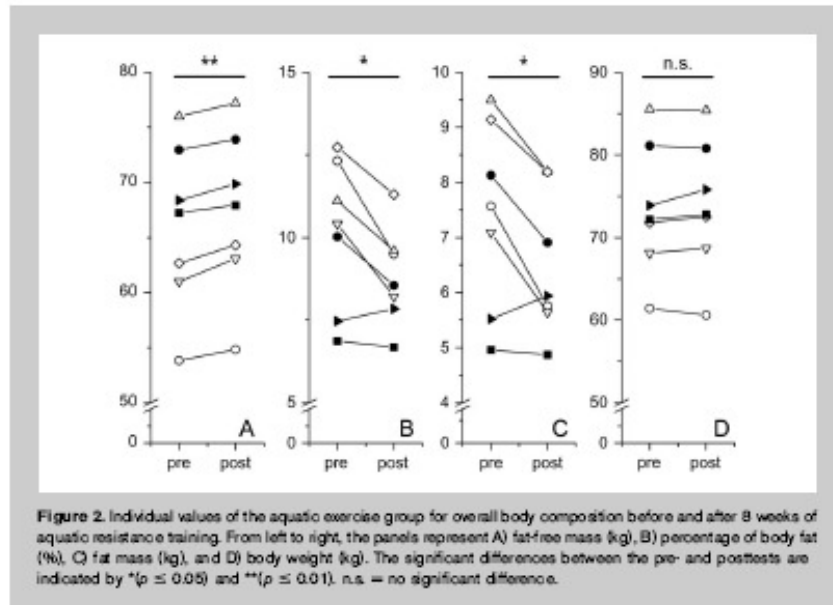 ** * * n.s.
80 15 10 90
9
80
70 8
10 7 70
60 6
60
5
50 5 4 50
0 A 0 B 0 C 0 D
pre post pre post pre post pre post
Figure 2. Individual values of the aquatic exercise group for overall body composition before and after 8 weeks of
aquatic resistance training. From left to right, the panels represent A) fat-free mass (kg), B) percentage of body fat
(%), C) fat mass (kg), and D) body weight (kg). The significant differences between the pre- and posttests are
indicated by *(p ≤ 0.05) and **(p ≤ 0.01). n.s. = no significant difference.